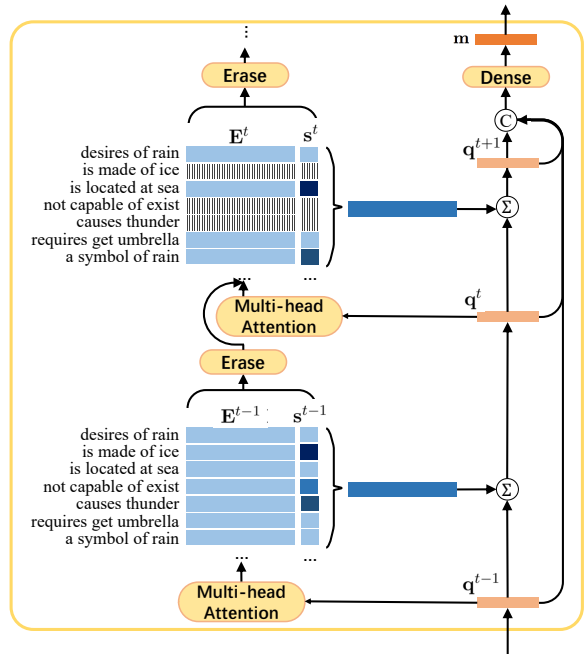 ⋮
m
Erase
Dense
C
E^t s^t
q^{t+1}
desires of rain
is made of ice
is located at sea
not capable of exist
causes thunder
requires get umbrella
a symbol of rain
Σ
... ...
Multi-head
Attention
q^t
Erase
E^{t-1} s^{t-1}
desires of rain
is made of ice
is located at sea
not capable of exist
causes thunder
requires get umbrella
a symbol of rain
Σ
... ...
Multi-head
Attention
q^{t-1}